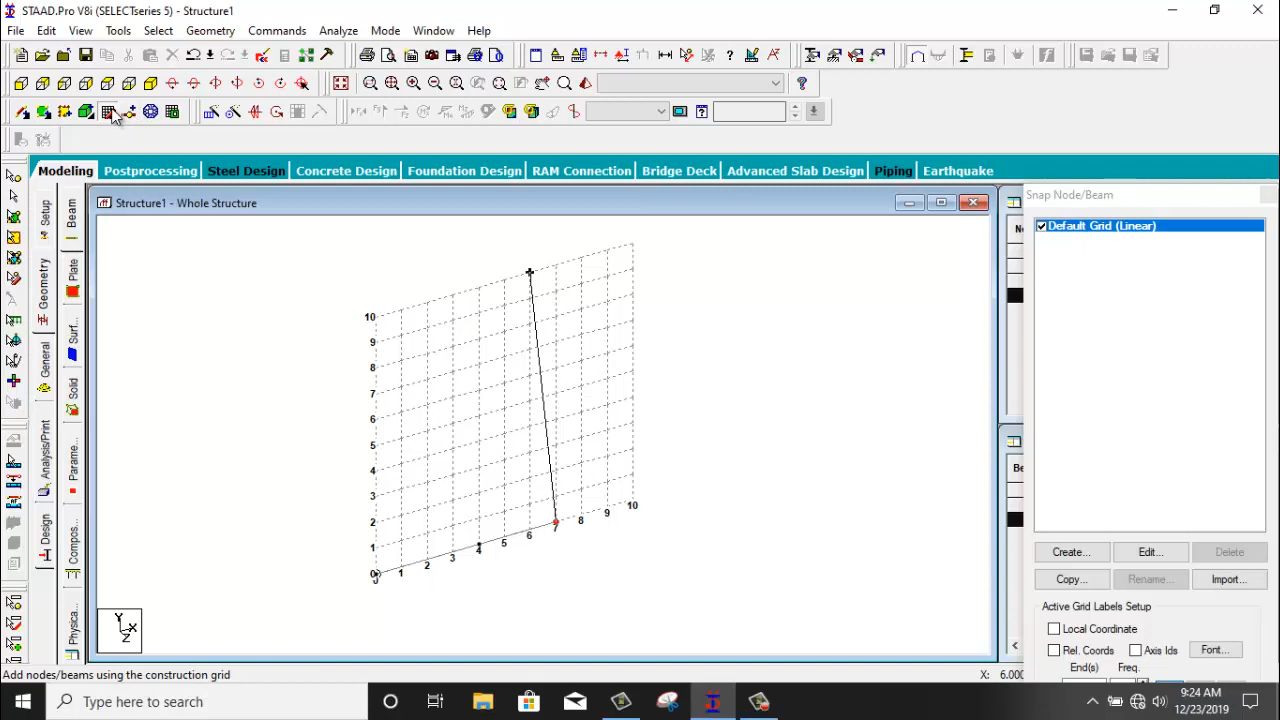 STAAD.Pro V8i (SELECTseries 5) - Structure1
File Edit View Tools Select Geometry Commands Analyze Mode Window Help
Modeling Postprocessing Steel Design Concrete Design Foundation Design RAM Connection Bridge Deck Advanced Slab Design Piping Earthquake
Structure1 - Whole Structure
Snap Node/Beam
Default Grid (Linear)
Setup
Geometry
General
Analysis/Print
Design
Beam
Plate
Surf...
Solid
Parame...
Compos...
Physica...
10
9
8
7
6
5
4
3
2
1
0
1 2 3 4 5 6 7 8 9 10
Y
X
Z
Create... Edit... Delete
Copy... Rename... Import...
Active Grid Labels Setup
Local Coordinate
Rel. Coords Axis Ids Font...
End(s) Freq.
Add nodes/beams using the construction grid
X: 6.000
Type here to search
9:24 AM
12/23/2019